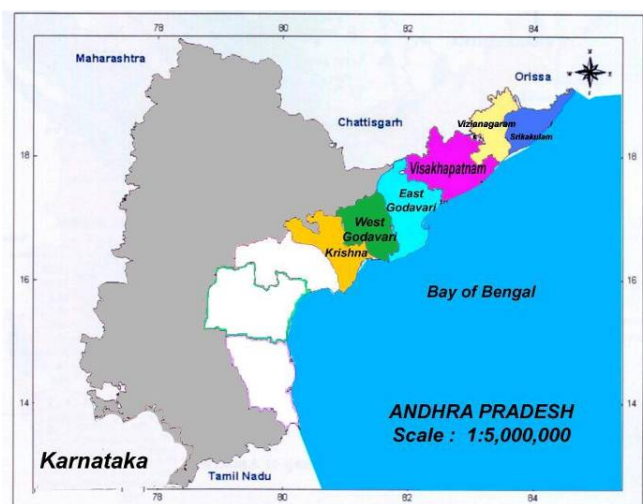 78
80
82
84
Maharashtra
Orissa
Chattisgarh
Vizianagaram
Srikakulam
18
18
Visakhapatnam
East
Godavari
West
Godavari
Krishna
16
16
Bay of Bengal
14
14
ANDHRA PRADESH
Scale : 1:5,000,000
Karnataka
Tamil Nadu
78
80
82
84